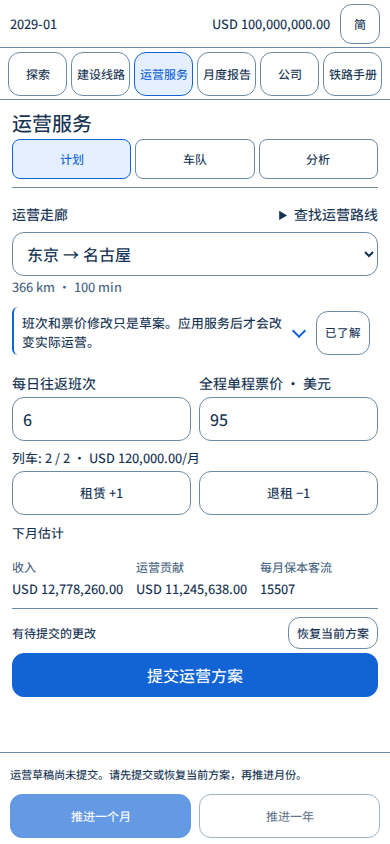 2029-01
USD 100,000,000.00
简
探索
建设线路
运营服务
月度报告
公司
铁路手册
运营服务
计划
车队
分析
运营走廊
▶ 查找运营路线
东京 → 名古屋
366 km · 100 min
班次和票价修改只是草案。应用服务后才会改
变实际运营。
已了解
每日往返班次
全程单程票价 · 美元
6
95
列车: 2 / 2 · USD 120,000.00/月
租赁 +1
退租 −1
下月估计
收入
运营贡献
每月保本客流
USD 12,778,260.00
USD 11,245,638.00
15507
有待提交的更改
恢复当前方案
提交运营方案
运营草稿尚未提交。请先提交或恢复当前方案，再推进月份。
推进一个月
推进一年